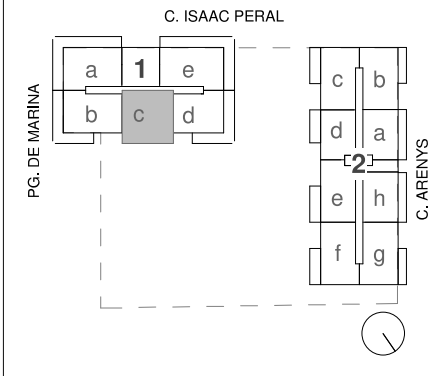 C. ISAAC PERAL
a 1 e
b c d
PG. DE MARINA
c b
d a
2
e h
f g
C. ARENYS